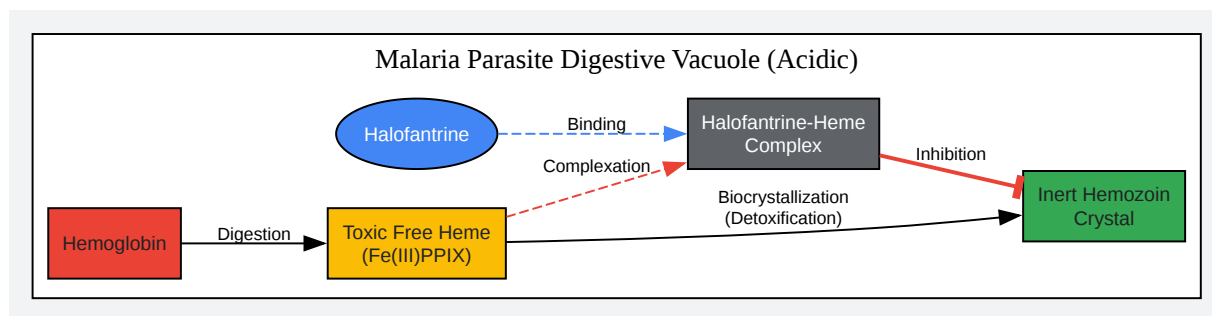 Malaria Parasite Digestive Vacuole (Acidic)
Halofantrine
Binding
Halofantrine-Heme
Complex
Complexation
Inhibition
Inert Hemozoin
Crystal
Biocrystallization
(Detoxification)
Hemoglobin
Digestion
Toxic Free Heme
(Fe(III)PPIX)